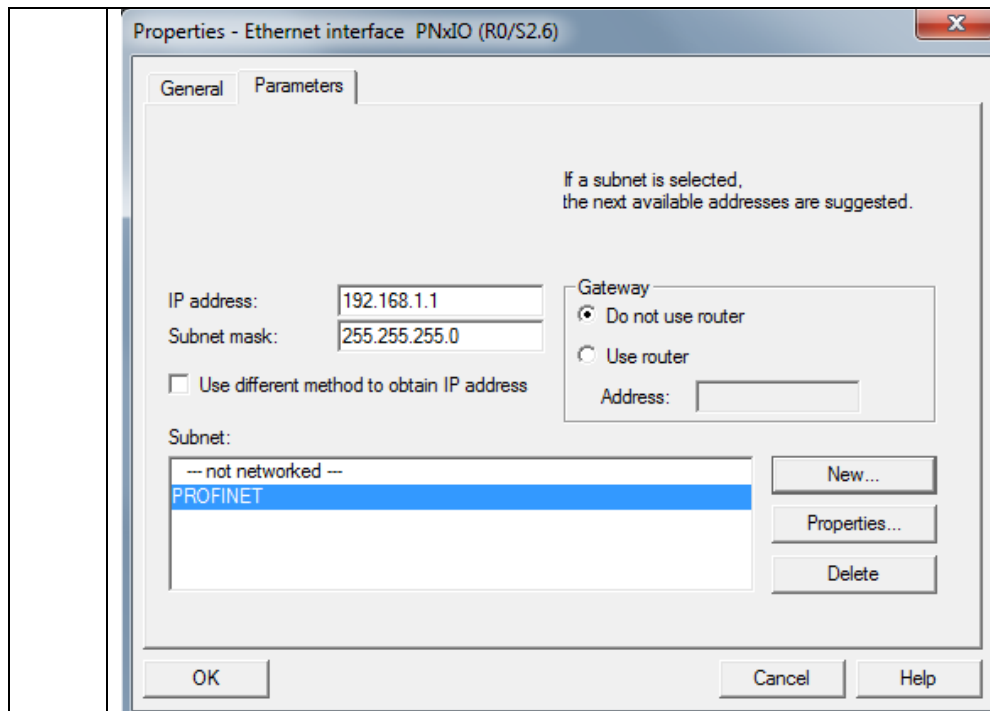 Properties - Ethernet interface PNxIO (R0/S2.6)
General
Parameters
If a subnet is selected,
the next available addresses are suggested.
IP address:
192.168.1.1
Subnet mask:
255.255.255.0
Use different method to obtain IP address
Gateway
Do not use router
Use router
Address:
Subnet:
--- not networked ---
PROFINET
New...
Properties...
Delete
OK
Cancel
Help